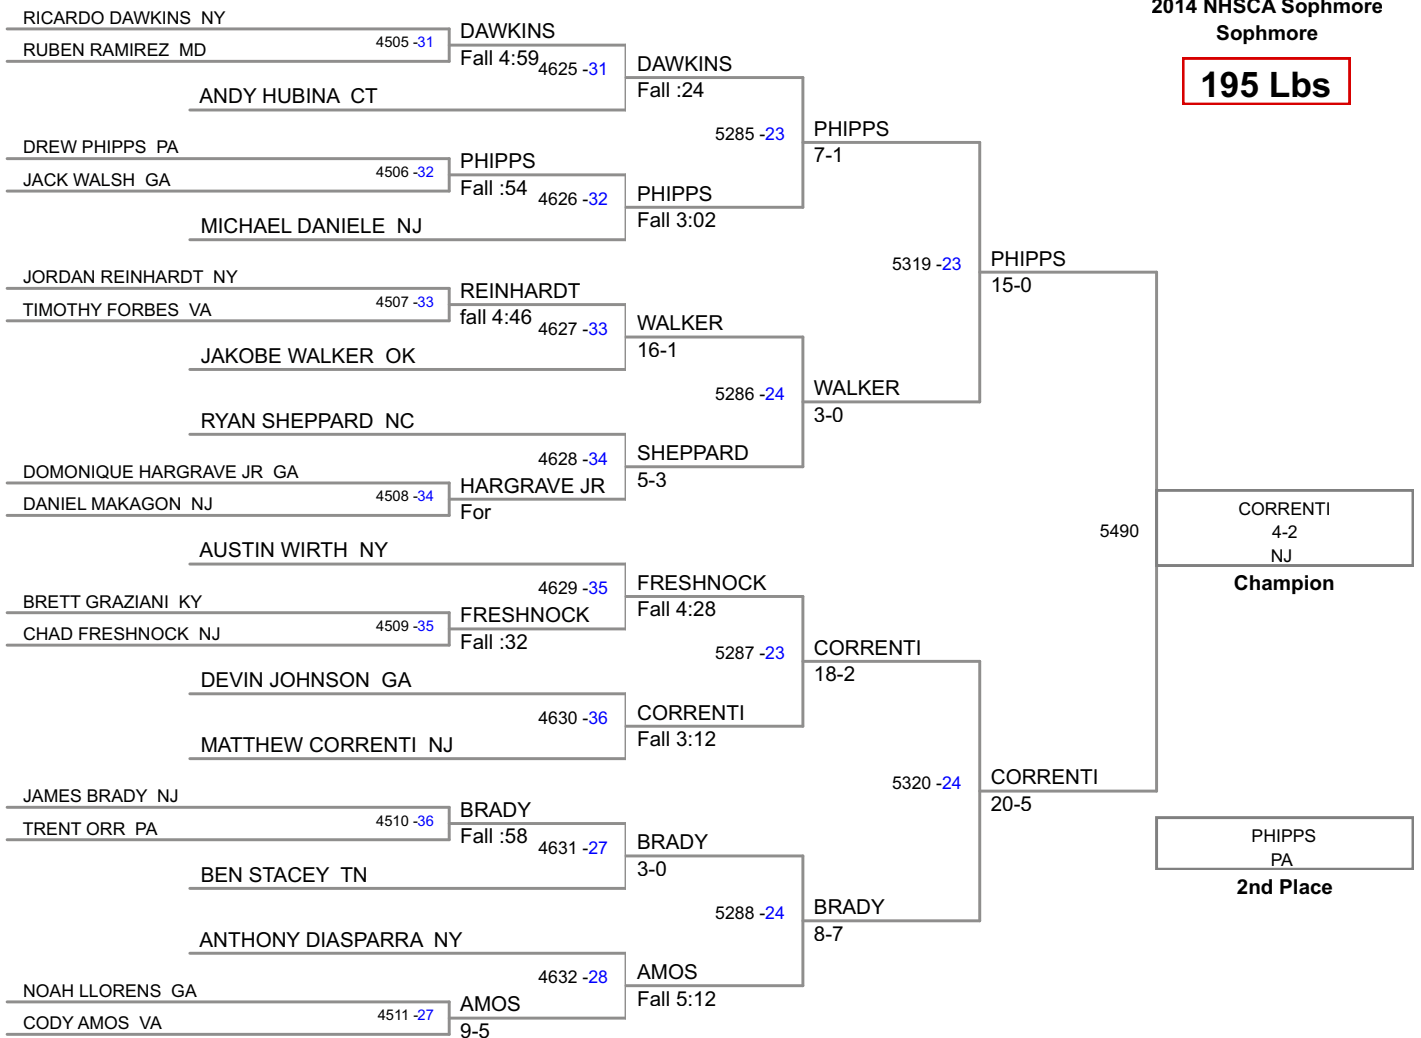 2014 NHSCA Sophmore
Sophmore
195 Lbs
RICARDO DAWKINS NY
RUBEN RAMIREZ MD
4505 -31
DAWKINS
Fall 4:59
ANDY HUBINA CT
4625 -31
DAWKINS
Fall :24
DREW PHIPPS PA
JACK WALSH GA
4506 -32
PHIPPS
Fall :54
MICHAEL DANIELE NJ
4626 -32
PHIPPS
Fall 3:02
5285 -23
PHIPPS
7-1
JORDAN REINHARDT NY
TIMOTHY FORBES VA
4507 -33
REINHARDT
fall 4:46
JAKOBE WALKER OK
4627 -33
WALKER
16-1
RYAN SHEPPARD NC
DOMONIQUE HARGRAVE JR GA
DANIEL MAKAGON NJ
4508 -34
HARGRAVE JR
For
4628 -34
SHEPPARD
5-3
5286 -24
WALKER
3-0
5319 -23
PHIPPS
15-0
AUSTIN WIRTH NY
BRETT GRAZIANI KY
CHAD FRESHNOCK NJ
4509 -35
FRESHNOCK
Fall :32
4629 -35
FRESHNOCK
Fall 4:28
DEVIN JOHNSON GA
MATTHEW CORRENTI NJ
4630 -36
CORRENTI
Fall 3:12
5287 -23
CORRENTI
18-2
JAMES BRADY NJ
TRENT ORR PA
4510 -36
BRADY
Fall :58
BEN STACEY TN
4631 -27
BRADY
3-0
ANTHONY DIASPARRA NY
NOAH LLORENS GA
CODY AMOS VA
4511 -27
AMOS
9-5
4632 -28
AMOS
Fall 5:12
5288 -24
BRADY
8-7
5320 -24
CORRENTI
20-5
5490
CORRENTI
4-2
NJ
Champion
PHIPPS
PA
2nd Place